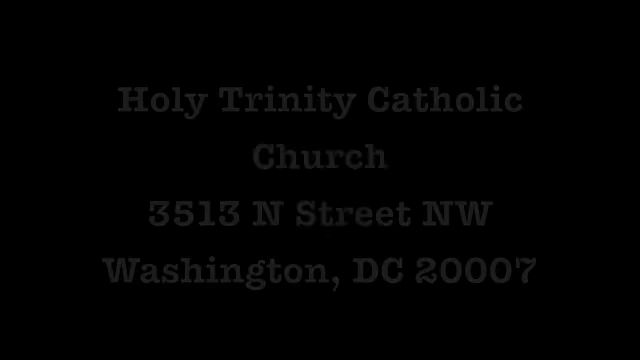 Holy Trinity Catholic
Church
3513 N Street NW
Washington, DC 20007